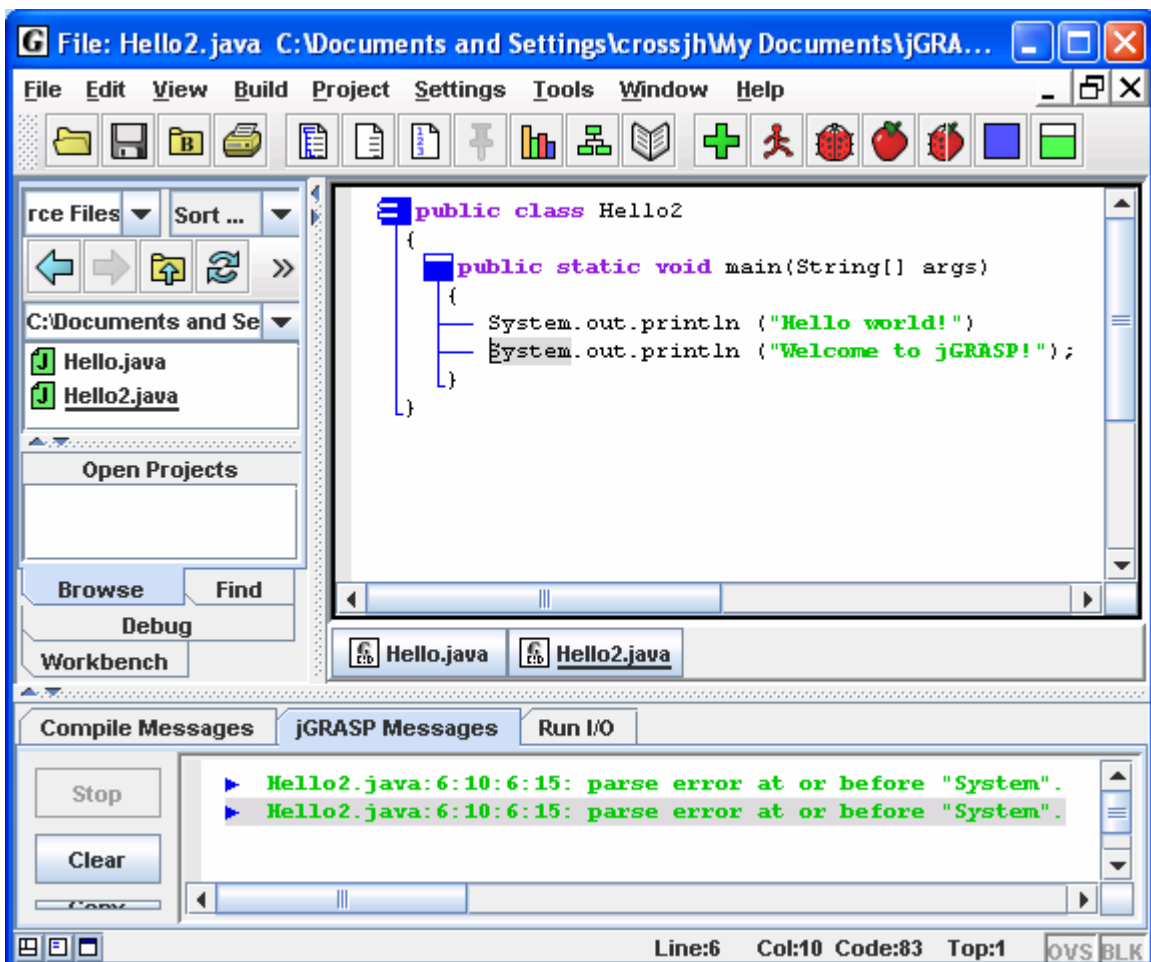 File: Hello2.java C:\Documents and Settings\crossjh\My Documents\jGRA...
File Edit View Build Project Settings Tools Window Help
B
rce Files Sort ...
C:\Documents and Se
Hello.java
Hello2.java
Open Projects
Browse Find
Debug
Workbench
public class Hello2
{
public static void main(String[] args)
{
System.out.println ("Hello world!")
System.out.println ("Welcome to jGRASP!");
}
}
Hello.java Hello2.java
Compile Messages jGRASP Messages Run I/O
Stop
Clear
Copy
Hello2.java:6:10:6:15: parse error at or before "System".
Hello2.java:6:10:6:15: parse error at or before "System".
Line:6 Col:10 Code:83 Top:1 OVS BLK